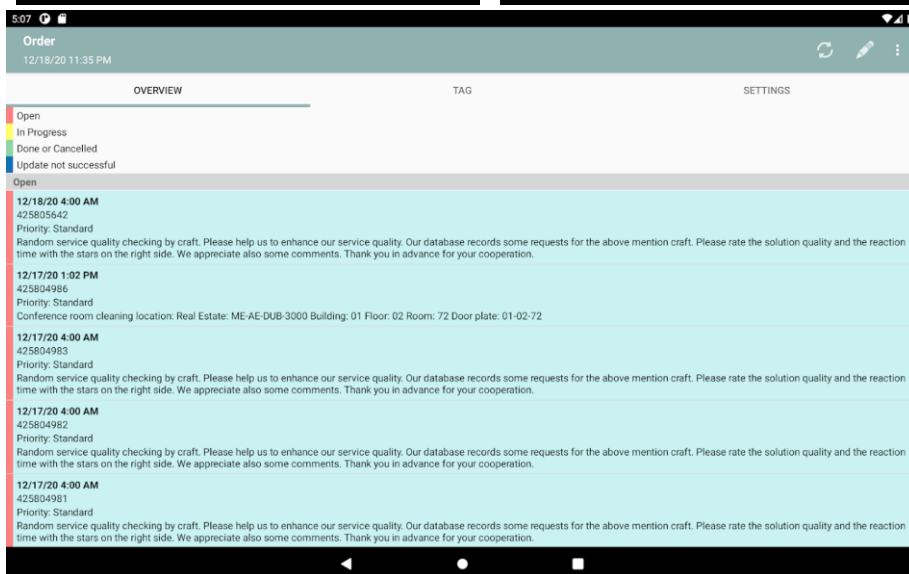 5:07
Order
12/18/20 11:35 PM
OVERVIEW TAG SETTINGS
Open
In Progress
Done or Cancelled
Update not successful
Open
12/18/20 4:00 AM
425805642
Priority: Standard
Random service quality checking by craft. Please help us to enhance our service quality. Our database records some requests for the above mention craft. Please rate the solution quality and the reaction
time with the stars on the right side. We appreciate also some comments. Thank you in advance for your cooperation.
12/17/20 1:02 PM
425804986
Priority: Standard
Conference room cleaning location: Real Estate: ME-AE-DUB-3000 Building: 01 Floor: 02 Room: 72 Door plate: 01-02-72
12/17/20 4:00 AM
425804983
Priority: Standard
Random service quality checking by craft. Please help us to enhance our service quality. Our database records some requests for the above mention craft. Please rate the solution quality and the reaction
time with the stars on the right side. We appreciate also some comments. Thank you in advance for your cooperation.
12/17/20 4:00 AM
425804982
Priority: Standard
Random service quality checking by craft. Please help us to enhance our service quality. Our database records some requests for the above mention craft. Please rate the solution quality and the reaction
time with the stars on the right side. We appreciate also some comments. Thank you in advance for your cooperation.
12/17/20 4:00 AM
425804981
Priority: Standard
Random service quality checking by craft. Please help us to enhance our service quality. Our database records some requests for the above mention craft. Please rate the solution quality and the reaction
time with the stars on the right side. We appreciate also some comments. Thank you in advance for your cooperation.